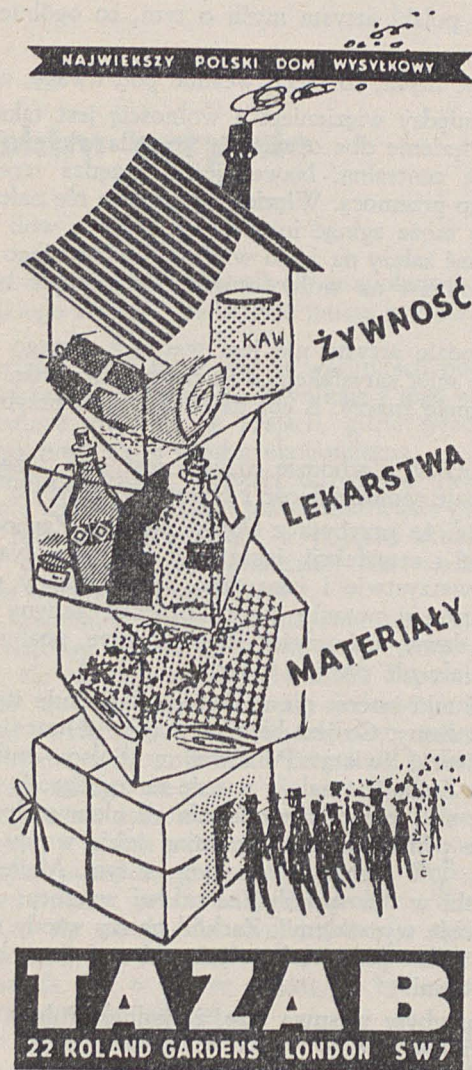 NAJWIĘKSZY POLSKI DOM WYSYŁKOWY
KAW
ŻYWNOŚĆ
LEKARSTWA
MATERIAŁY
TAZAB
22 ROLAND GARDENS LONDON SW7